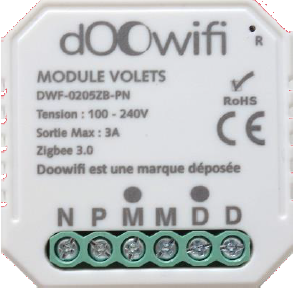 dOOwifi
R
MODULE VOLETS
DWF-0205ZB-PN
Tension : 100 - 240V
RoHS
Sortie Max : 3A
CE
Zigbee 3.0
Doowifi est une marque déposée
N P M M D D